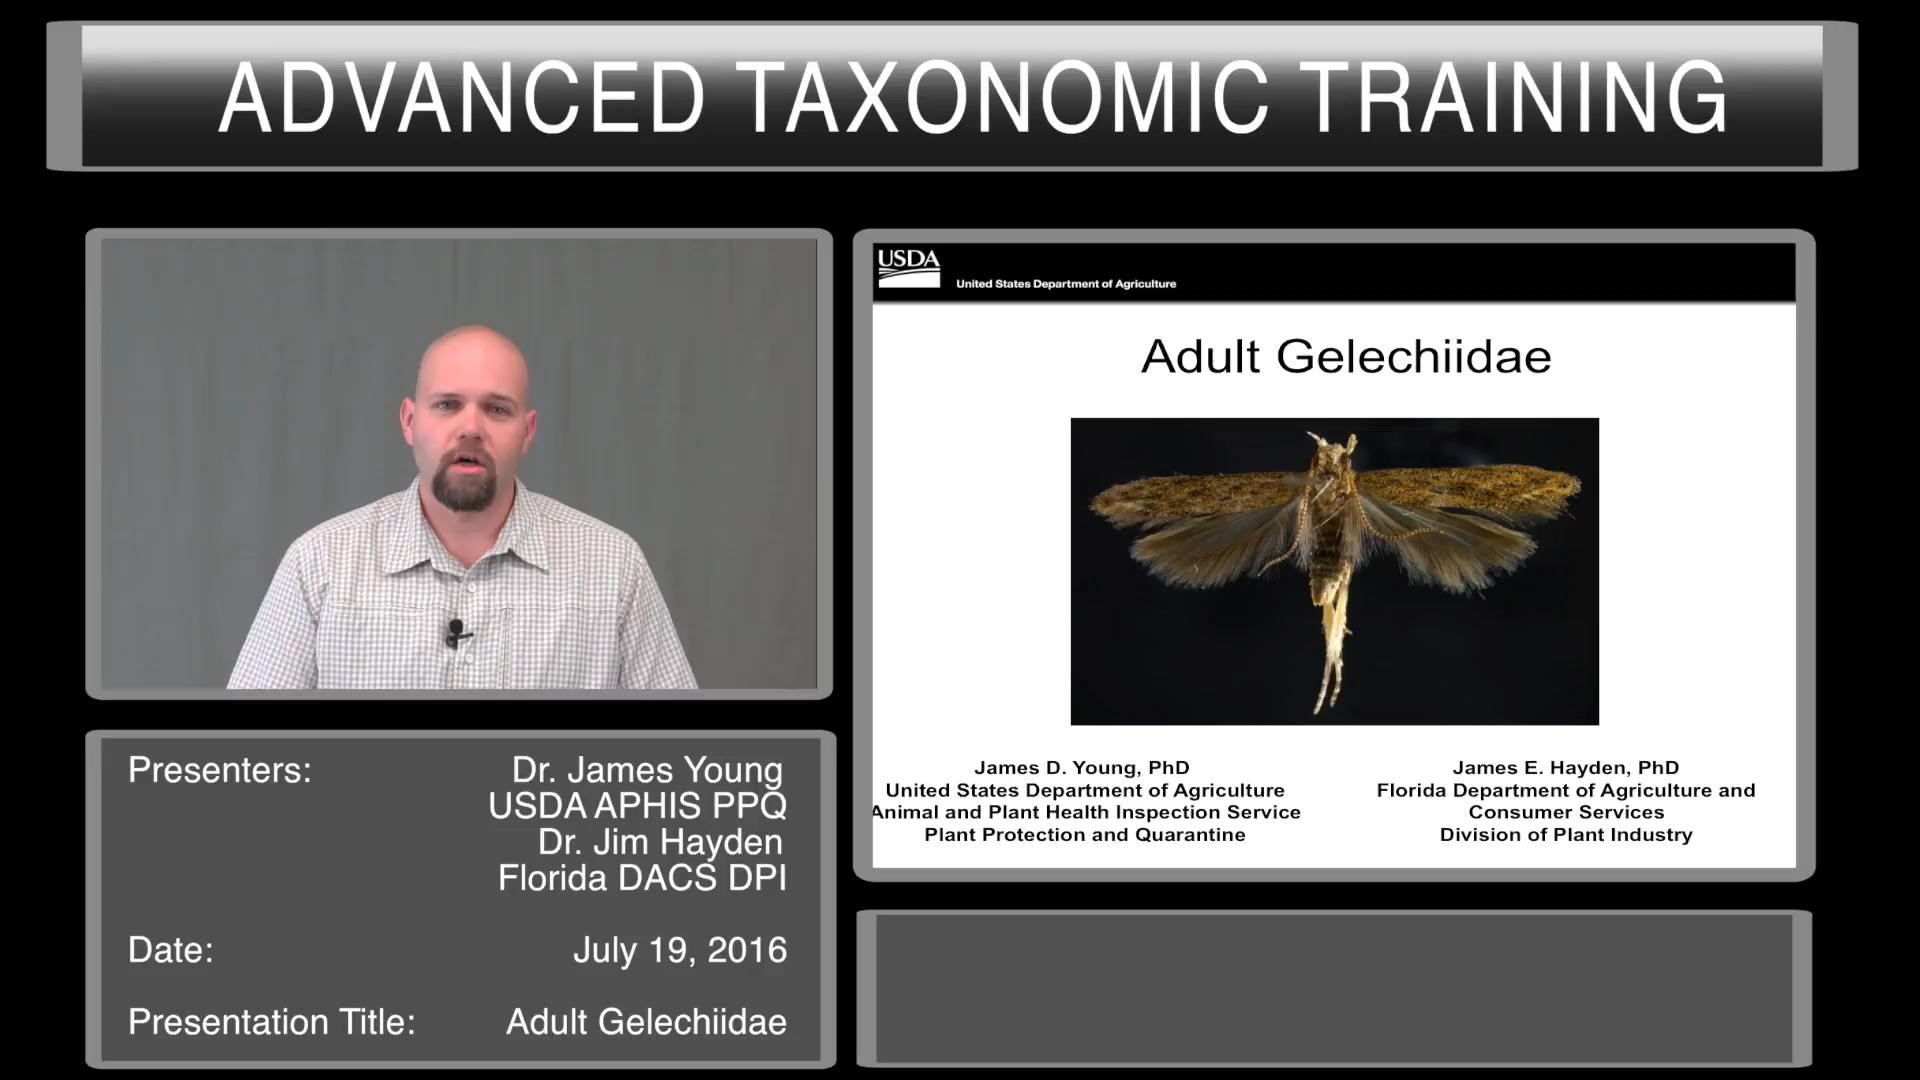 ADVANCED TAXONOMIC TRAINING
USDA
United States Department of Agriculture
Adult Gelechiidae
James D. Young, PhD
United States Department of Agriculture
Animal and Plant Health Inspection Service
Plant Protection and Quarantine
James E. Hayden, PhD
Florida Department of Agriculture and
Consumer Services
Division of Plant Industry
Presenters: Dr. James Young
USDA APHIS PPQ
Dr. Jim Hayden
Florida DACS DPI
Date: July 19, 2016
Presentation Title: Adult Gelechiidae